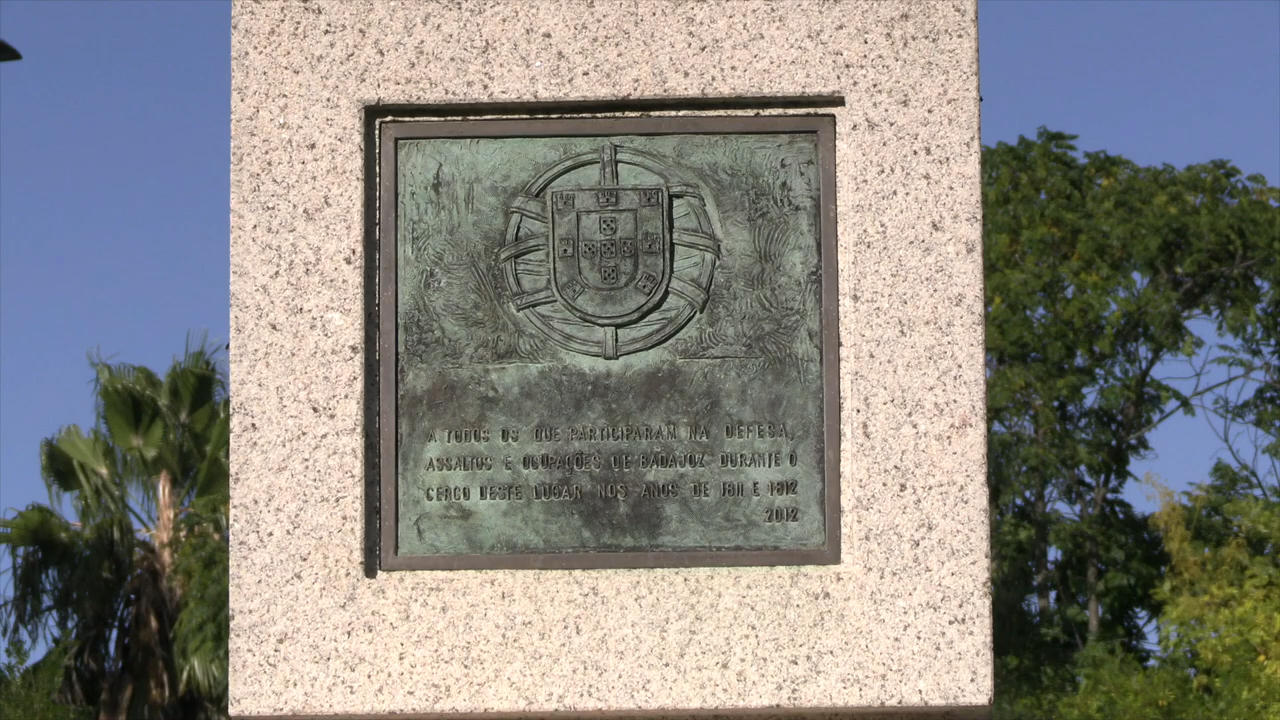 A TODOS OS QUE PARTICIPARAM NA DEFESA,
ASSALTOS E OCUPAÇÕES DE BADAJOZ DURANTE O
CERCO DESTE LUGAR NOS ANOS DE 1811 E 1812
2012